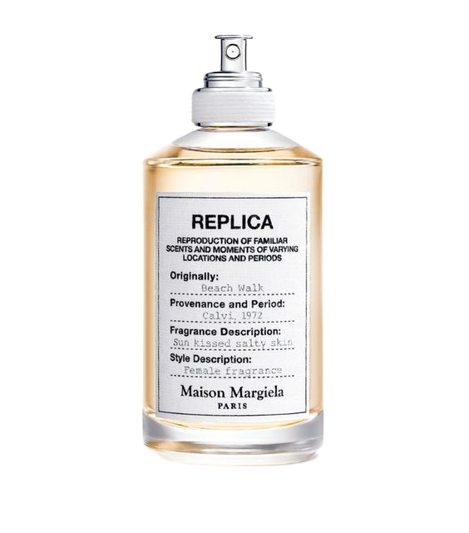 REPLICA
REPRODUCTION OF FAMILIAR
SCENTS AND MOMENTS OF VARYING
LOCATIONS AND PERIODS
Originally:
Beach Walk
Provenance and Period:
Calvi, 1972
Fragrance Description:
Sun kissed salty skin
Style Description:
Female fragrance
Maison Margiela
PARIS